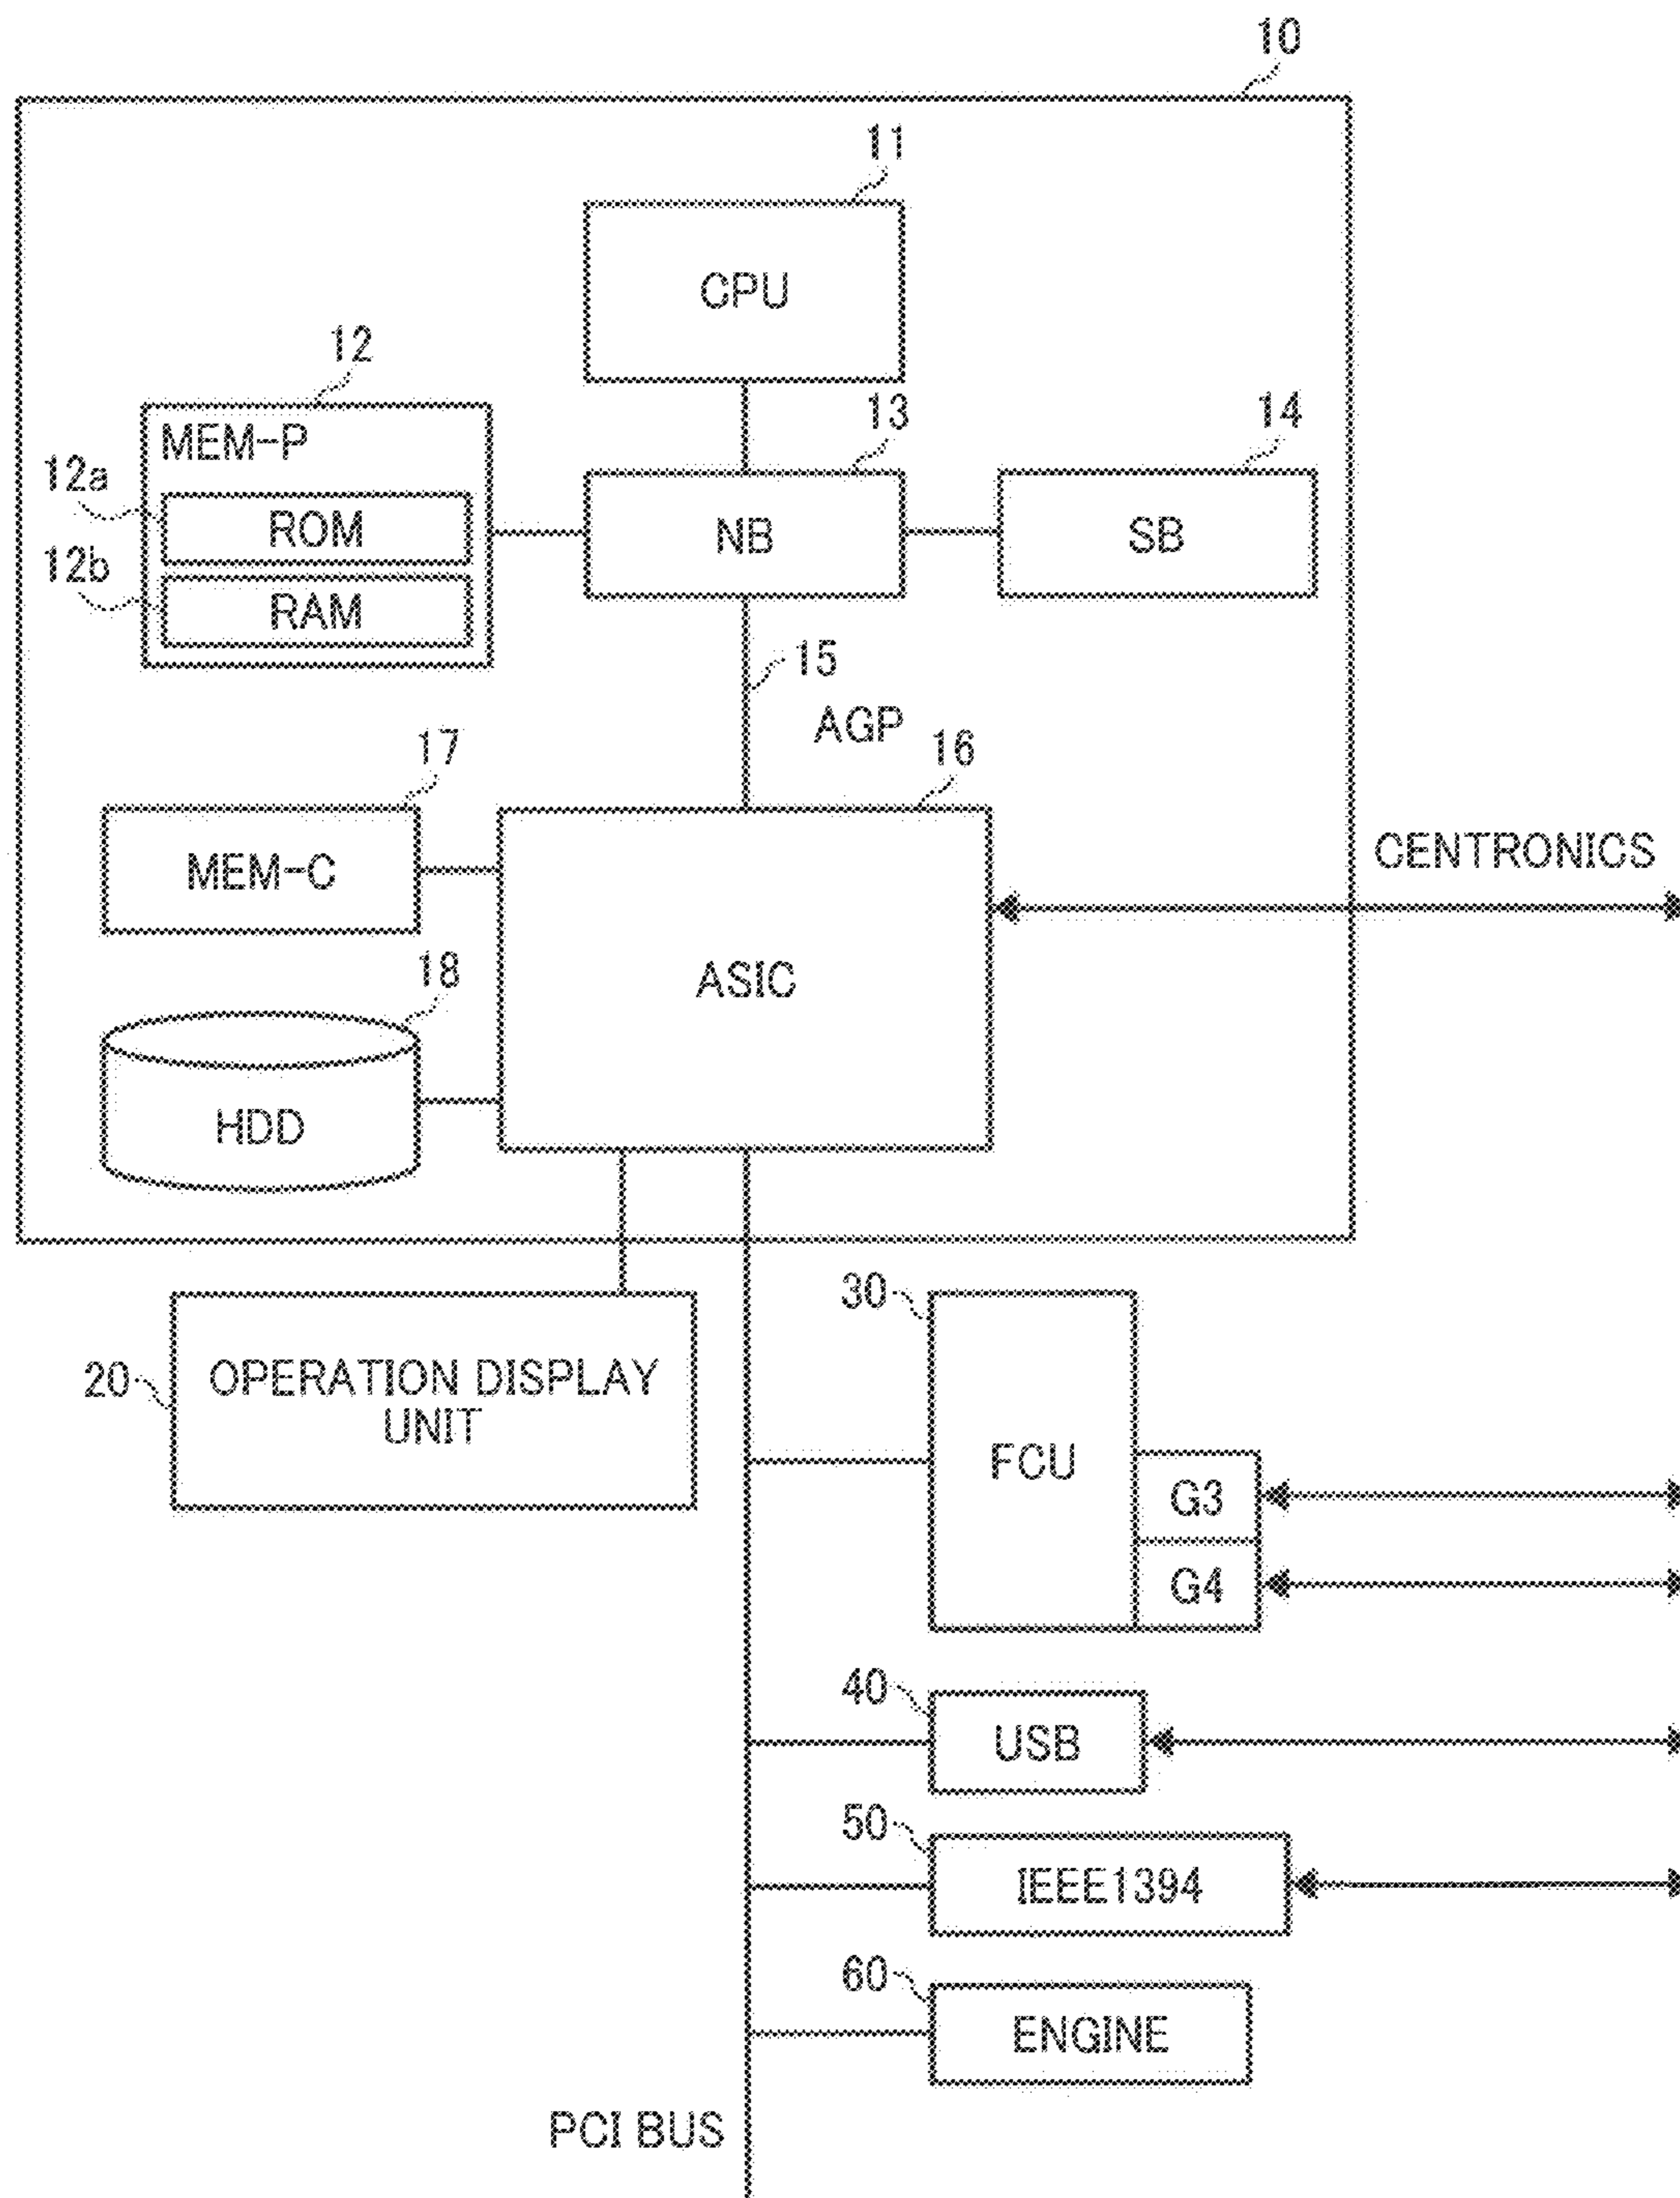 10
11
CPU
12
13
14
MEM-P
12a
ROM
NB
SB
12b
RAM
15
AGP
17
16
MEM-C
CENTRONICS
18
ASIC
HDD
30
20
OPERATION DISPLAY
UNIT
FCU
G3
G4
40
USB
50
IEEE1394
60
ENGINE
PCI BUS